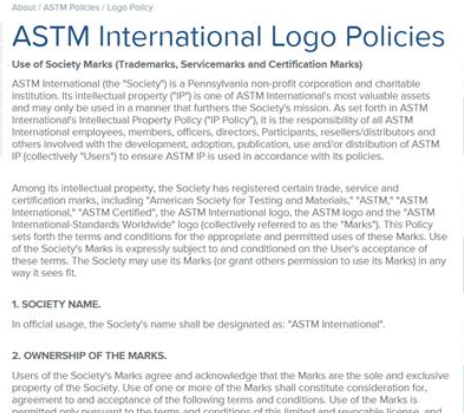 About / ASTM Policies / Logo Policy
ASTM International Logo Policies
Use of Society Marks (Trademarks, Servicemarks and Certification Marks)
ASTM International (the "Society") is a Pennsylvania non-profit corporation and charitable
institution. Its intellectual property ("IP") is one of ASTM International's most valuable assets
and may only be used in a manner that furthers the Society's mission. As set forth in ASTM
International's Intellectual Property Policy ("IP Policy"), it is the responsibility of all ASTM
International employees, members, officers, directors, Participants, resellers/distributors and
others involved with the development, adoption, publication, use and/or distribution of ASTM
IP (collectively "Users") to ensure ASTM IP is used in accordance with its policies.
Among its intellectual property, the Society has registered certain trade, service and
certification marks, including "American Society for Testing and Materials," "ASTM," "ASTM
International," "ASTM Certified", the ASTM International logo, the ASTM logo and the "ASTM
International-Standards Worldwide" logo (collectively referred to as the "Marks"). This Policy
sets forth the terms and conditions for the appropriate and permitted uses of these Marks. Use
of the Society's Marks is expressly subject to and conditioned on the User's acceptance of
these terms. The Society may use its Marks (or grant others permission to use its Marks) in any
way it sees fit.
1. SOCIETY NAME.
In official usage, the Society's name shall be designated as: "ASTM International".
2. OWNERSHIP OF THE MARKS.
Users of the Society's Marks agree and acknowledge that the Marks are the sole and exclusive
property of the Society. Use of one or more of the Marks shall constitute consideration for,
agreement to and acceptance of the following terms and conditions. Use of the Marks is
permitted only pursuant to the terms and conditions of this limited and revocable license, and